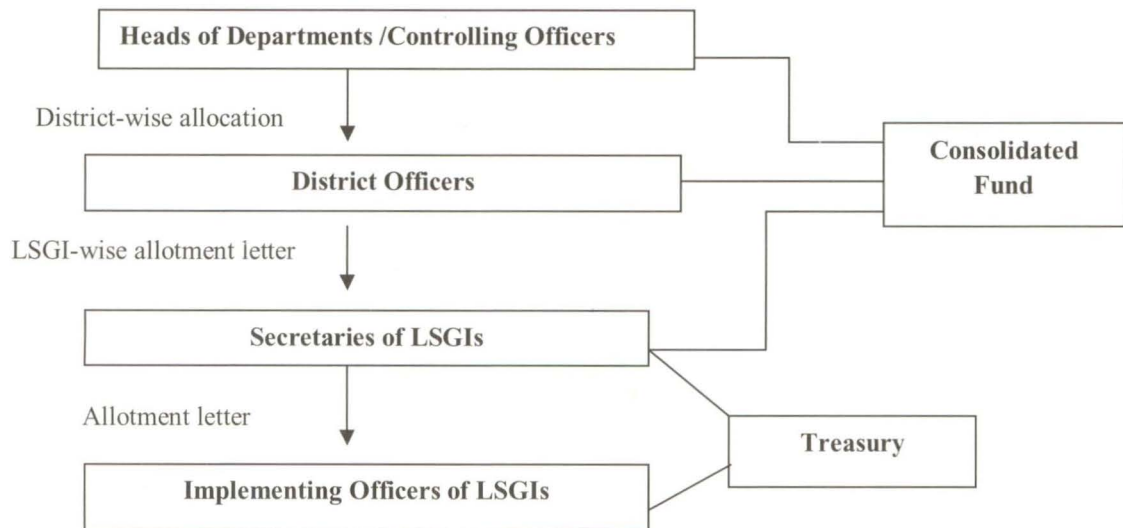 Heads of Departments /Controlling Officers
District-wise allocation
Consolidated
Fund
District Officers
LSGI-wise allotment letter
Secretaries of LSGIs
Allotment letter
Treasury
Implementing Officers of LSGIs